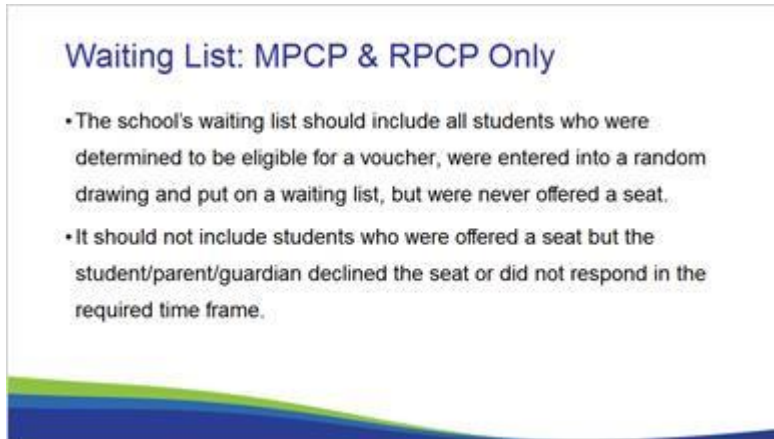 Waiting List: MPCP & RPCP Only
•The school's waiting list should include all students who were
determined to be eligible for a voucher, were entered into a random
drawing and put on a waiting list, but were never offered a seat.
•It should not include students who were offered a seat but the
student/parent/guardian declined the seat or did not respond in the
required time frame.